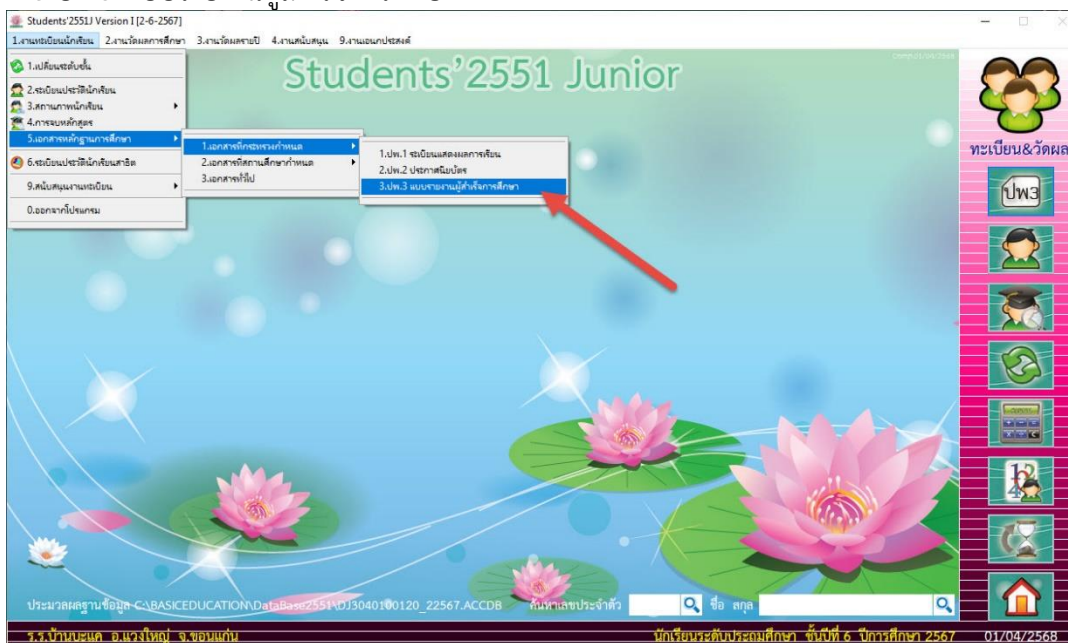 Students'2551J Version I [2-6-2567]
1.งานทะเบียนนักเรียน 2.งานวัดผลการศึกษา 3.งานวัดผลรายปี 4.งานสนับสนุน 9.งานเอนกประสงค์
1.เปลี่ยนระดับชั้น
2.ระเบียนประวัตินักเรียน
3.สถานภาพนักเรียน
4.การจบหลักสูตร
5.เอกสารหลักฐานการศึกษา
6.ระเบียนประวัตินักเรียนสาธิต
9.สนับสนุนงานทะเบียน
0.ออกจากโปรแกรม
1.เอกสารที่กระทรวงกำหนด
2.เอกสารที่สถานศึกษากำหนด
3.เอกสารทั่วไป
1.ปพ.1 ระเบียนแสดงผลการเรียน
2.ปพ.2 ประกาศนียบัตร
3.ปพ.3 แบบรายงานผู้สำเร็จการศึกษา
Students'2551 Junior
ทะเบียน&วัดผล
ปพ3
ประมวลผลฐานข้อมูล C:\BASICEDUCATION\DataBase2551\DJ3040100120_22567.ACCDB ค้นหาเลขประจำตัว ชื่อ สกุล
ร.ร.บ้านบะแค อ.แวงใหญ่ จ.ขอนแก่น นักเรียนระดับประถมศึกษา ชั้นปีที่ 6 ปีการศึกษา 2567 01/04/2568